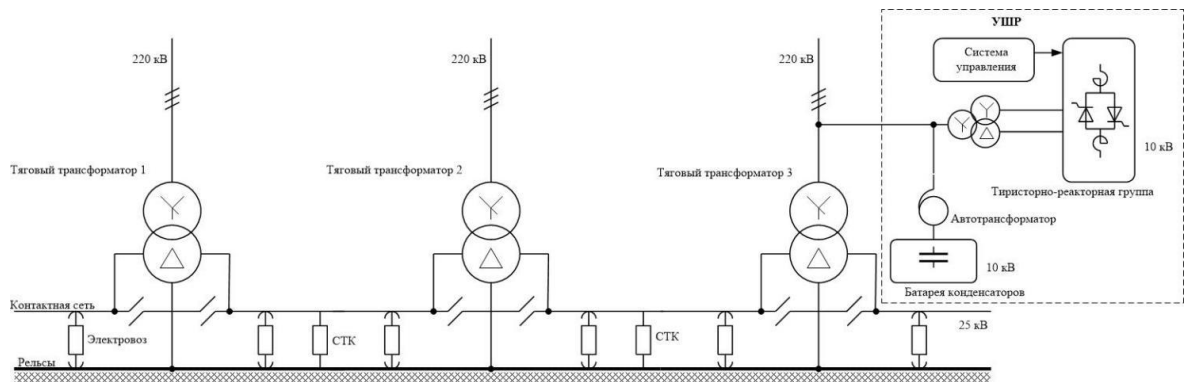 УШР
220 кВ
220 кВ
220 кВ
Система
управления
10 кВ
Тяговый трансформатор 1
Тяговый трансформатор 2
Тяговый трансформатор 3
Тиристорно-реакторная группа
Автотрансформатор
10 кВ
Батарея конденсаторов
Контактная сеть
25 кВ
Электровоз
СТК
СТК
Рельсы